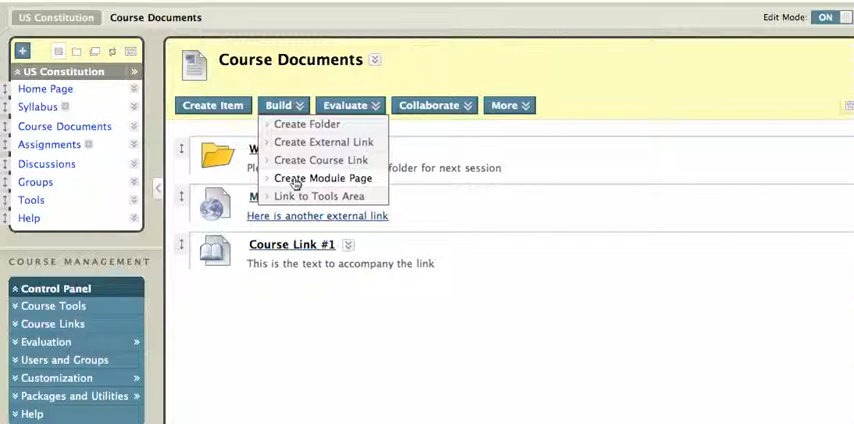 US Constitution Course Documents Edit Mode: ON
US Constitution
Home Page
Syllabus
Course Documents
Assignments
Discussions
Groups
Tools
Help
COURSE MANAGEMENT
Control Panel
Course Tools
Course Links
Evaluation
Users and Groups
Customization
Packages and Utilities
Help
Course Documents
Create Item Build Evaluate Collaborate More
Create Folder
Create External Link
Create Course Link
Create Module Page
Link to Tools Area
folder for next session
Here is another external link
Course Link #1
This is the text to accompany the link